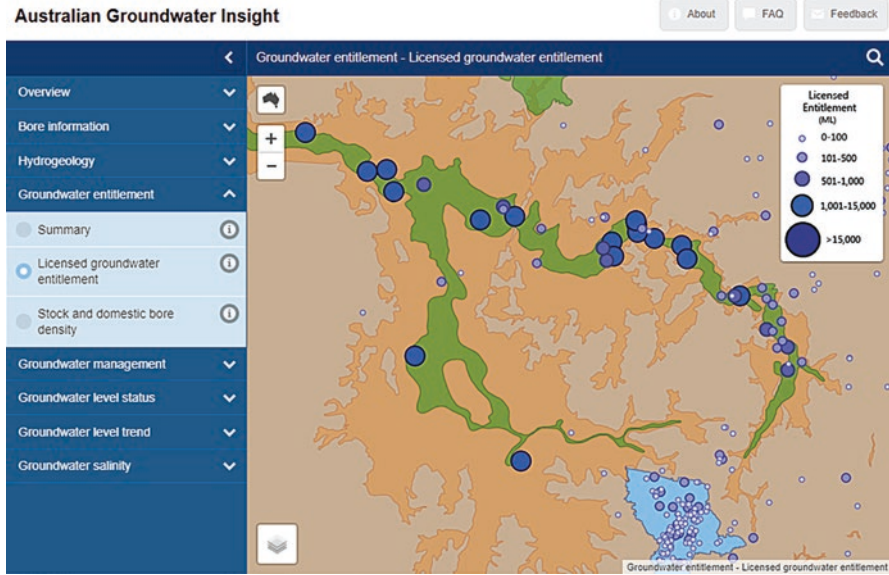 Australian Groundwater Insight
About
FAQ
Feedback
Groundwater entitlement - Licensed groundwater entitlement
Overview
Bore information
Hydrogeology
Groundwater entitlement
Summary
Licensed groundwater
entitlement
Stock and domestic bore
density
Groundwater management
Groundwater level status
Groundwater level trend
Groundwater salinity
+
−
Licensed
Entitlement
(ML)
0-100
101-500
501-1,000
1,001-15,000
>15,000
Groundwater entitlement - Licensed groundwater entitlement